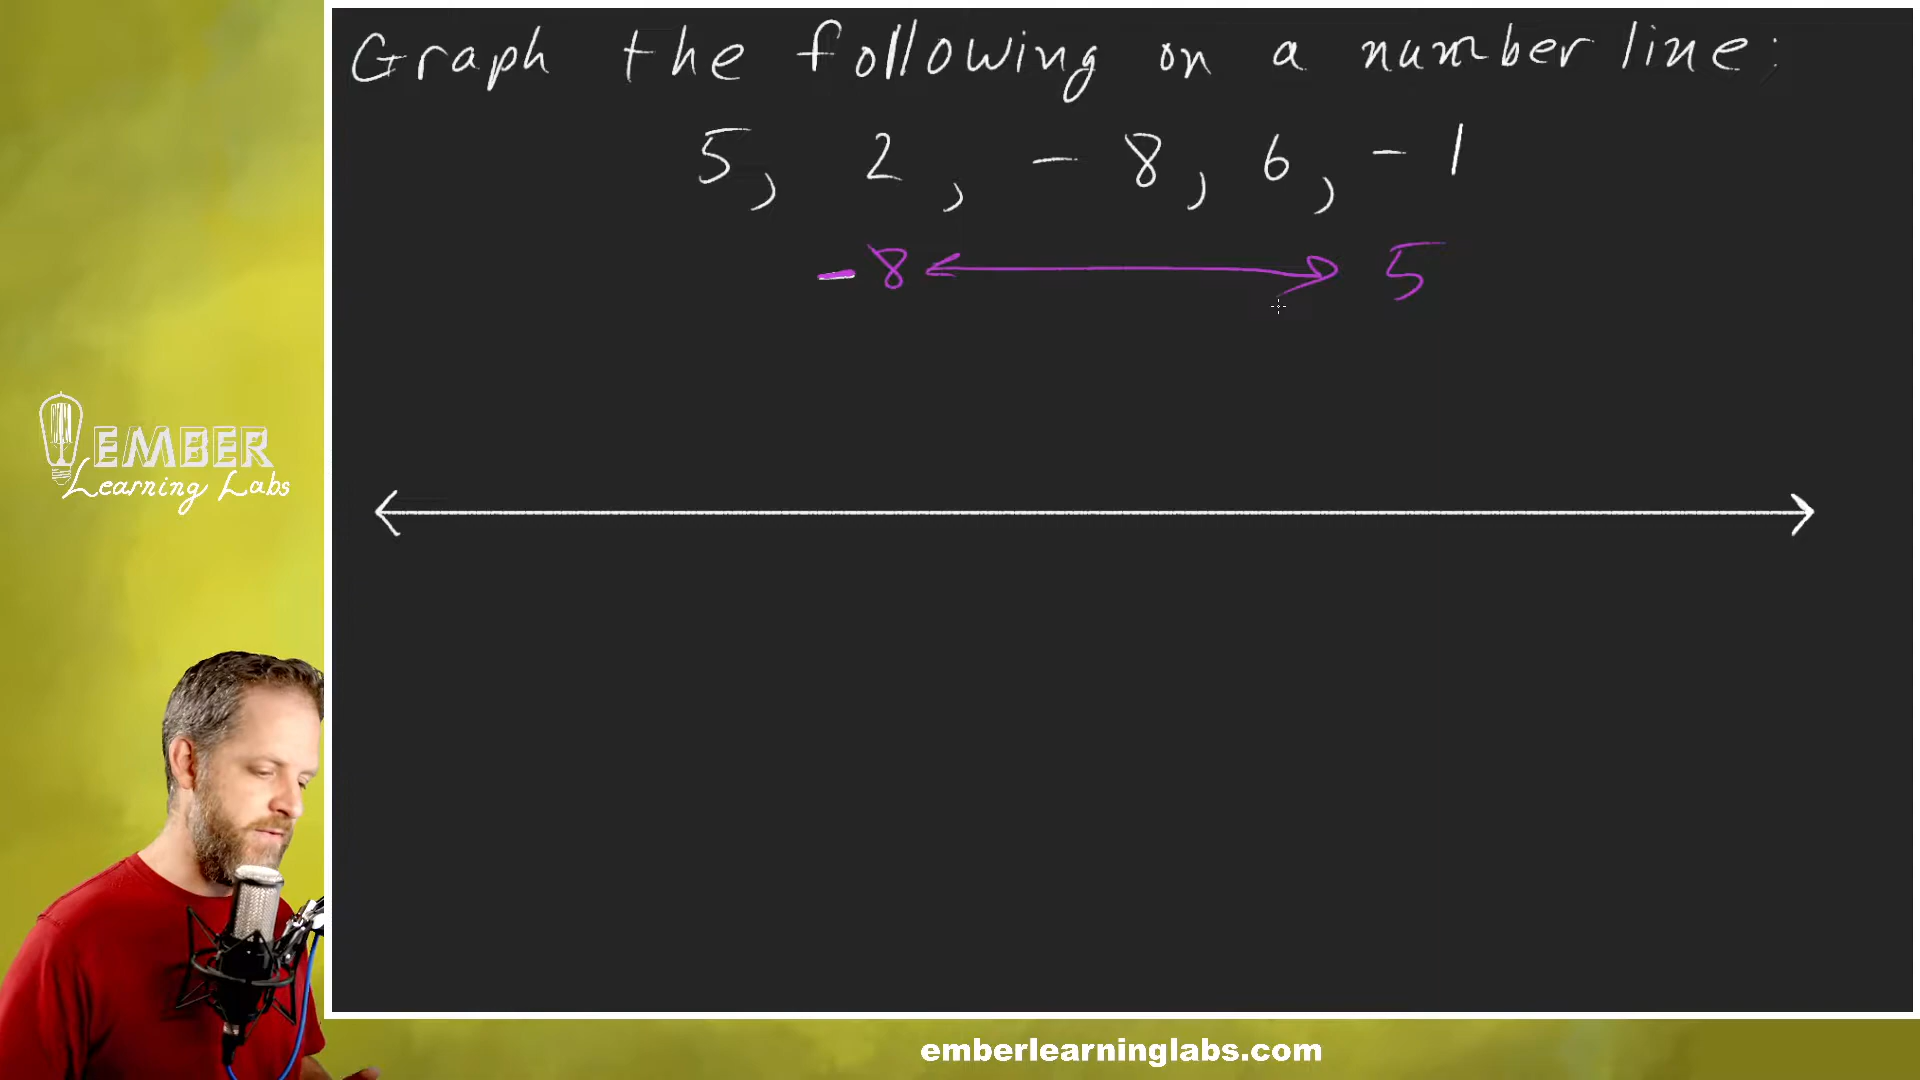 Graph the following on a number line:
5, 2, -8, 6, -1
-8 5
EMBER
Learning Labs
emberlearninglabs.com